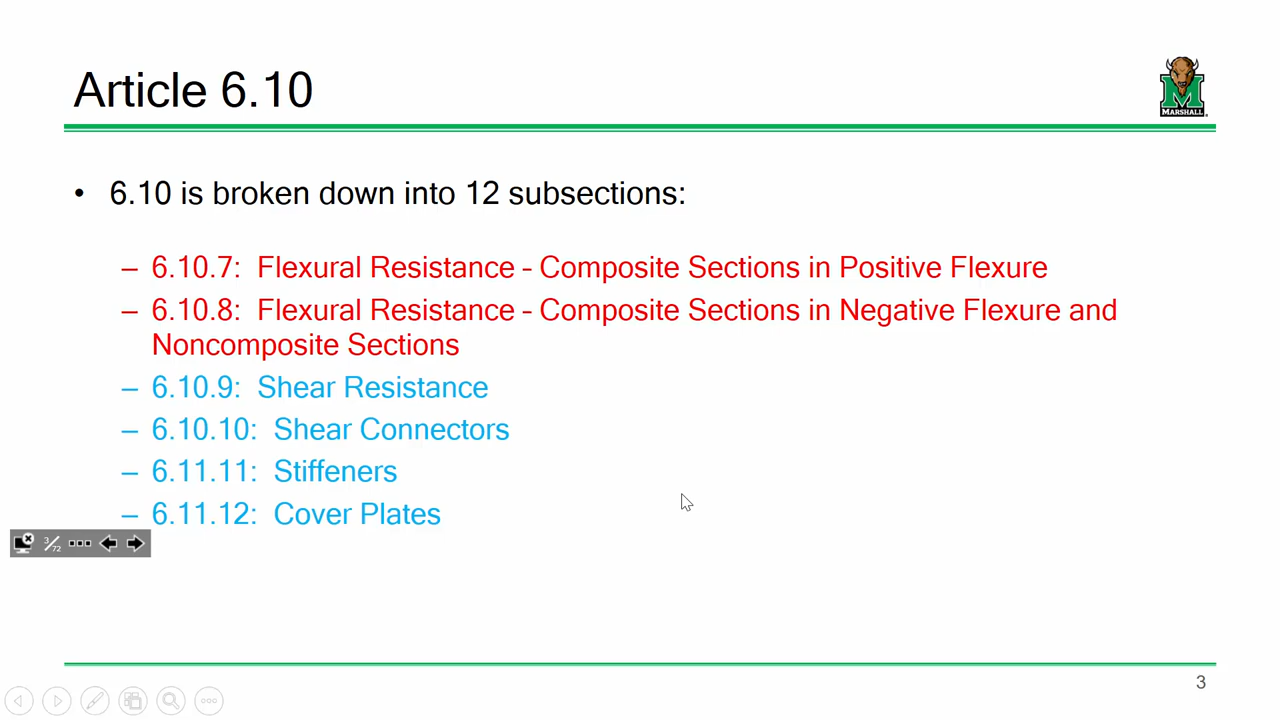 Article 6.10
MARSHALL
• 6.10 is broken down into 12 subsections:
– 6.10.7: Flexural Resistance – Composite Sections in Positive Flexure
– 6.10.8: Flexural Resistance – Composite Sections in Negative Flexure and
Noncomposite Sections
– 6.10.9: Shear Resistance
– 6.10.10: Shear Connectors
– 6.11.11: Stiffeners
– 6.11.12: Cover Plates
3/72
3